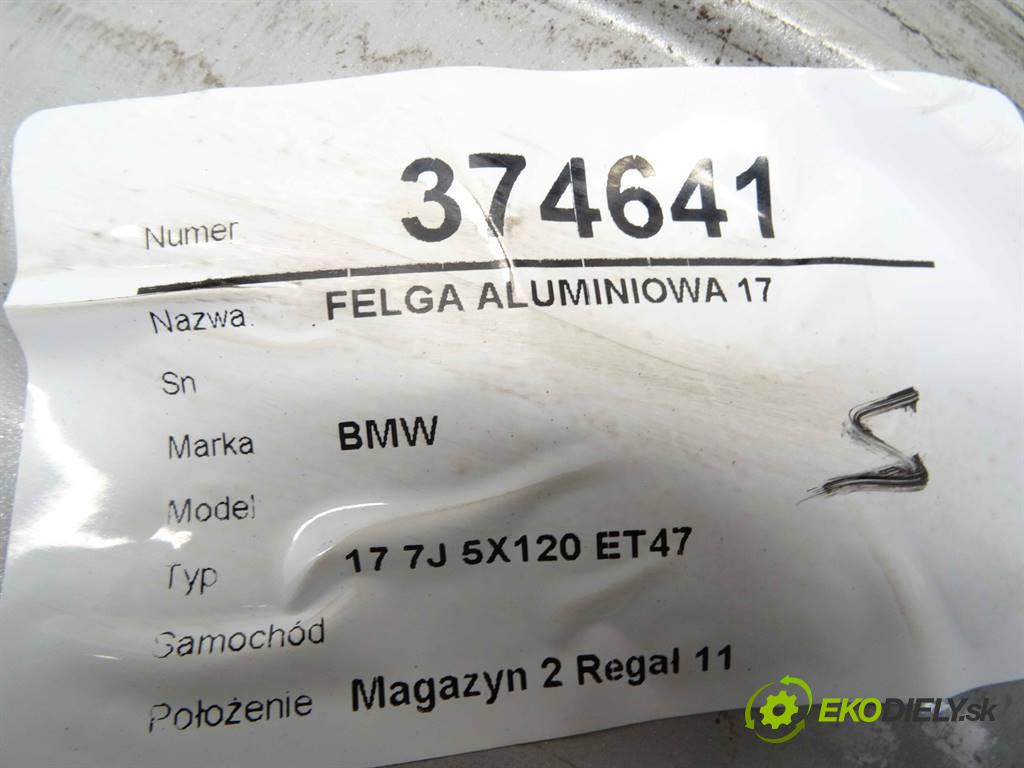 Numer 374641
Nazwa. FELGA ALUMINIOWA 17
Sn
Marka BMW
Model
Typ 17 7J 5X120 ET47
Samochód
Położenie Magazyn 2 Regał 11
EKODIELY.sk